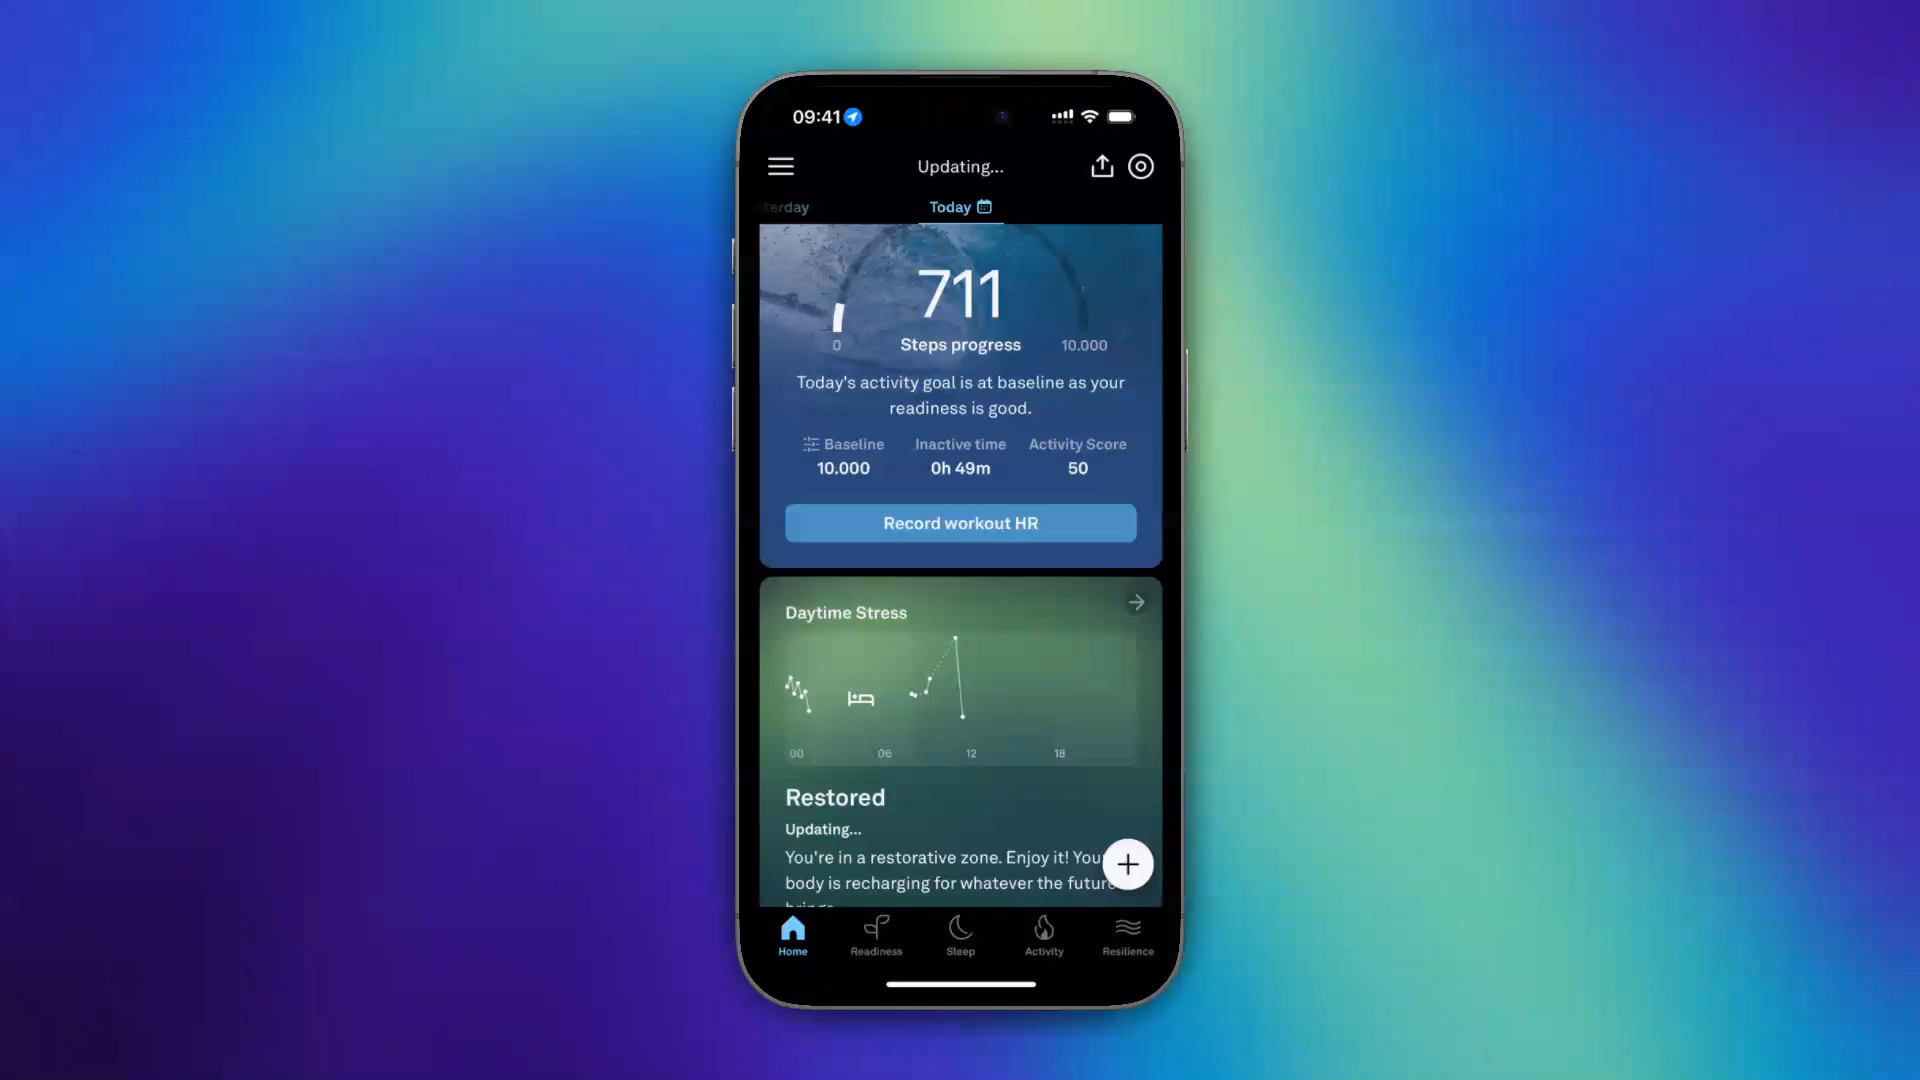 09:41
Updating...
terday
Today
711
0
Steps progress
10.000
Today's activity goal is at baseline as your
readiness is good.
Baseline
Inactive time
Activity Score
10.000
0h 49m
50
Record workout HR
Daytime Stress
00
06
12
18
Restored
Updating...
You're in a restorative zone. Enjoy it! You
body is recharging for whatever the future
Home
Readiness
Sleep
Activity
Resilience